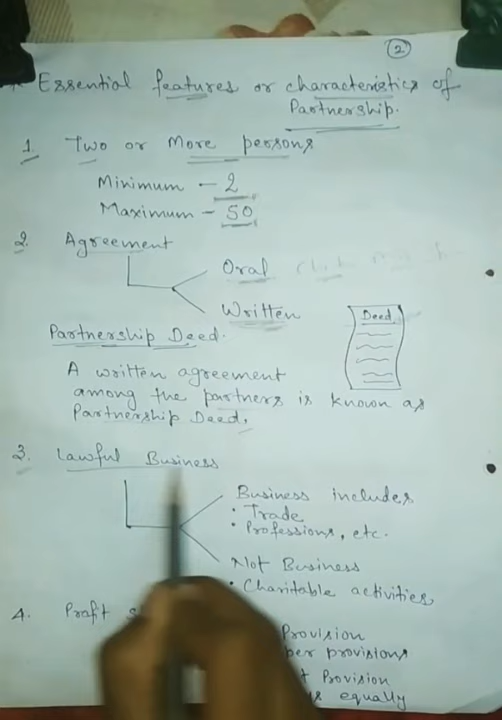 2
* Essential features or characteristics of
Partnership.
1. Two or More persons
Minimum - 2
Maximum - 50
2. Agreement
Oral
Written
Deed
Partnership Deed.
A written agreement
among the partners is known as
Partnership Deed.
3. Lawful Business
Business includes
• Trade
• Professions, etc.
Not Business
• Charitable activities
4. Profit
Provision
per provisions
Provision
equally